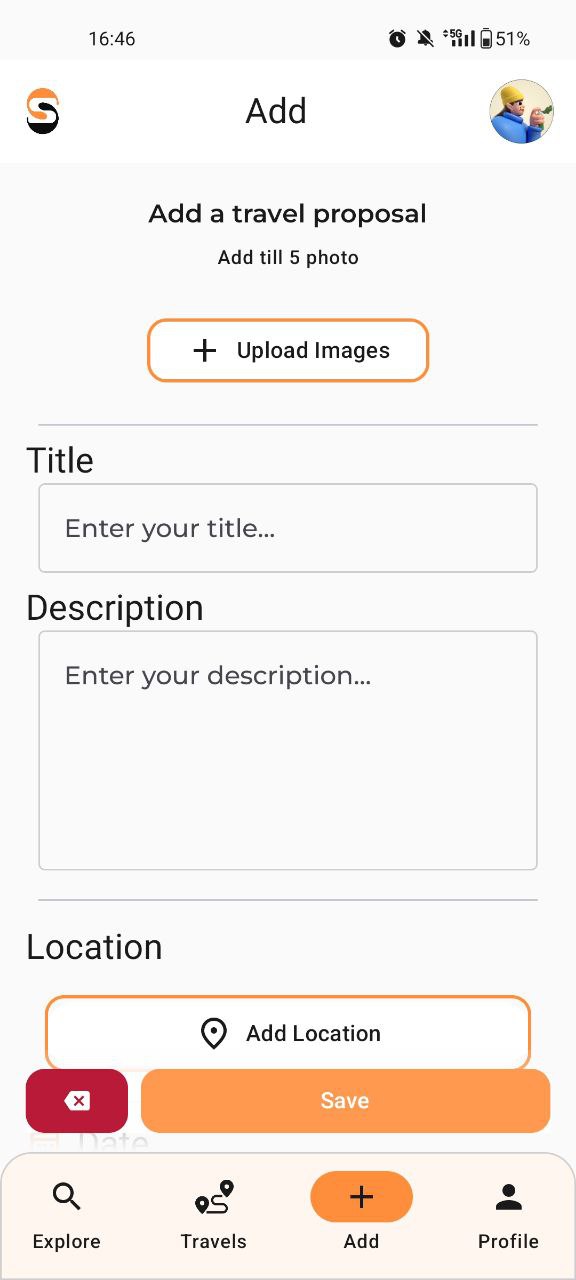 16:46
5G 51%
Add
Add a travel proposal
Add till 5 photo
Upload Images
Title
Enter your title...
Description
Enter your description...
Location
Add Location
Save
Date
Explore Travels Add Profile